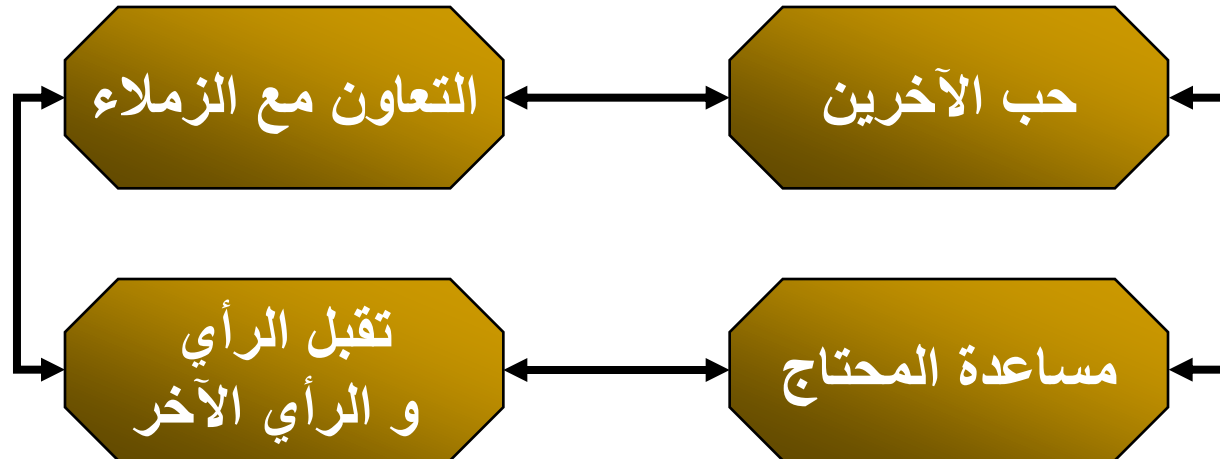 حب الآخرين
التعاون مع الزملاء
مساعدة المحتاج
تقبل الرأي
و الرأي الآخر